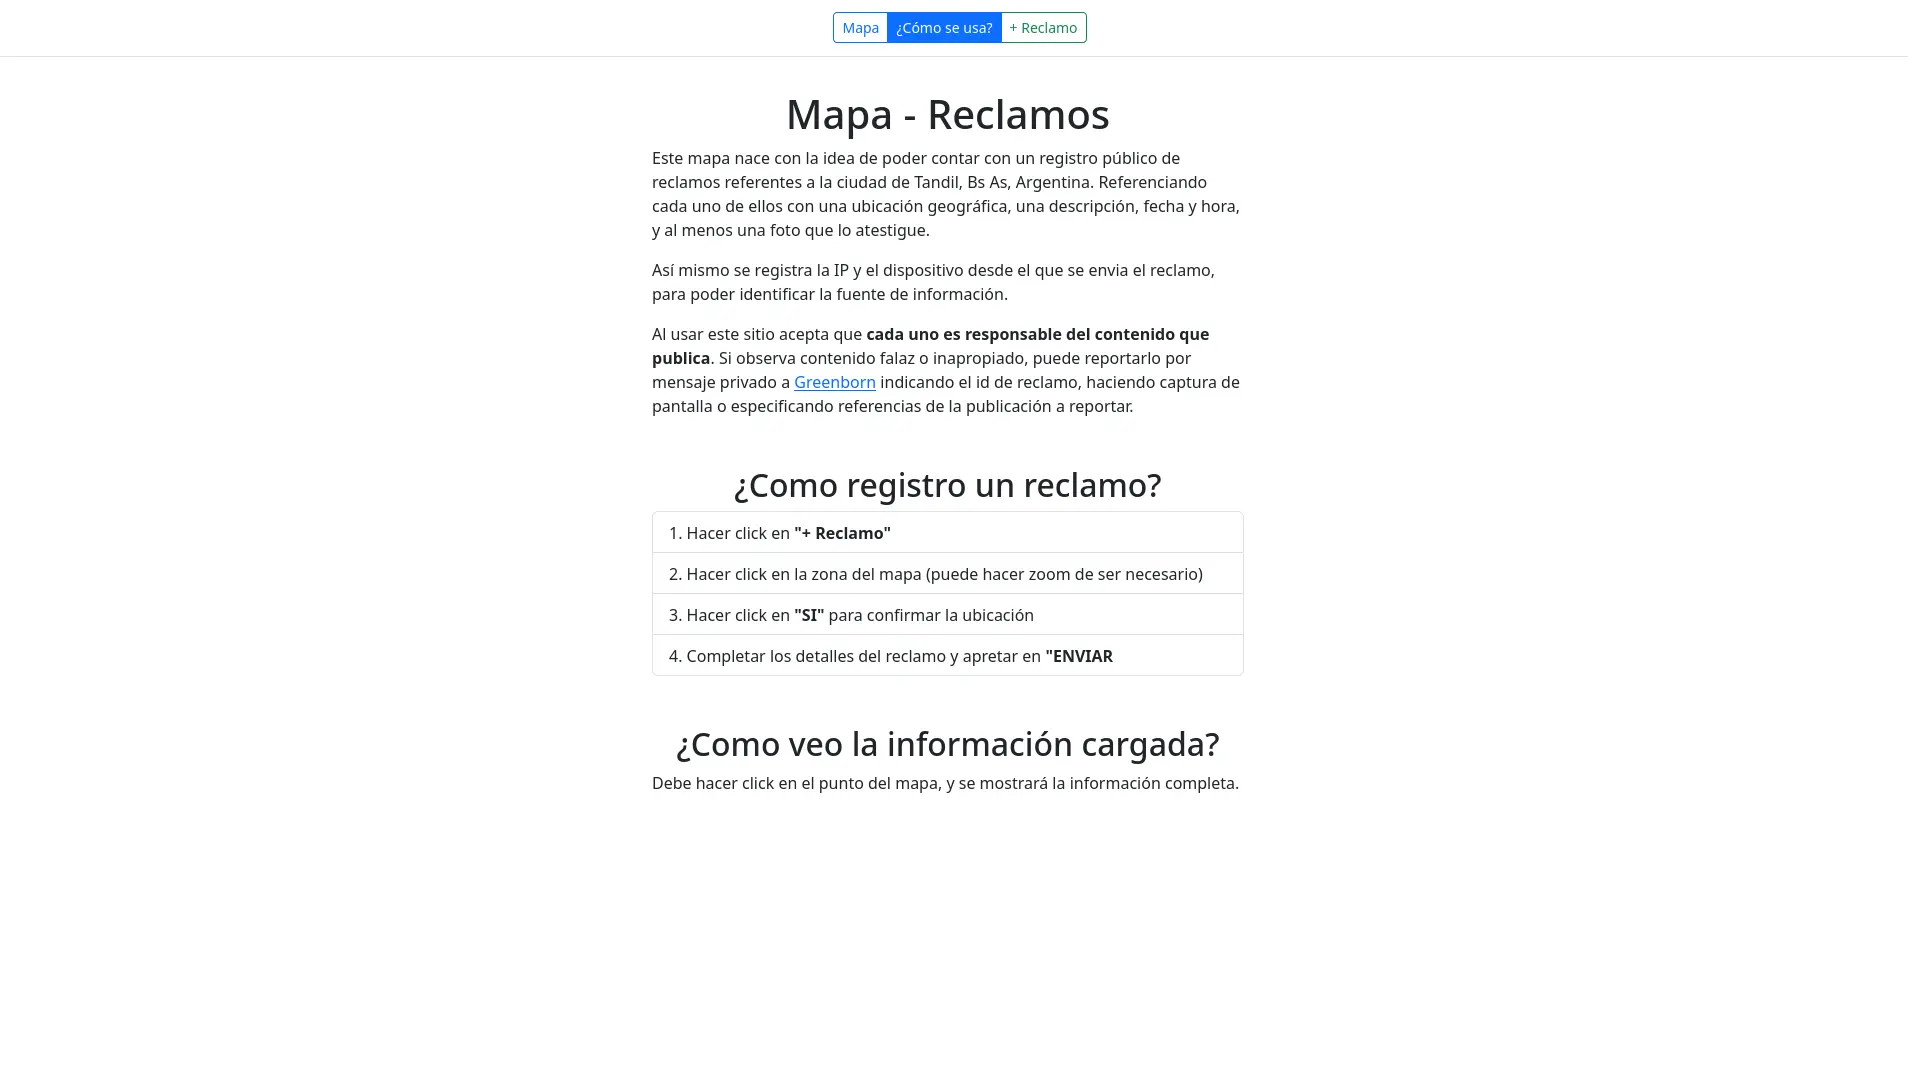 Mapa ¿Cómo se usa? + Reclamo
Mapa - Reclamos
Este mapa nace con la idea de poder contar con un registro público de
reclamos referentes a la ciudad de Tandil, Bs As, Argentina. Referenciando
cada uno de ellos con una ubicación geográfica, una descripción, fecha y hora,
y al menos una foto que lo atestigue.
Así mismo se registra la IP y el dispositivo desde el que se envia el reclamo,
para poder identificar la fuente de información.
Al usar este sitio acepta que cada uno es responsable del contenido que
publica. Si observa contenido falaz o inapropiado, puede reportarlo por
mensaje privado a Greenborn indicando el id de reclamo, haciendo captura de
pantalla o especificando referencias de la publicación a reportar.
¿Como registro un reclamo?
1. Hacer click en "+ Reclamo"
2. Hacer click en la zona del mapa (puede hacer zoom de ser necesario)
3. Hacer click en "SI" para confirmar la ubicación
4. Completar los detalles del reclamo y apretar en "ENVIAR
¿Como veo la información cargada?
Debe hacer click en el punto del mapa, y se mostrará la información completa.